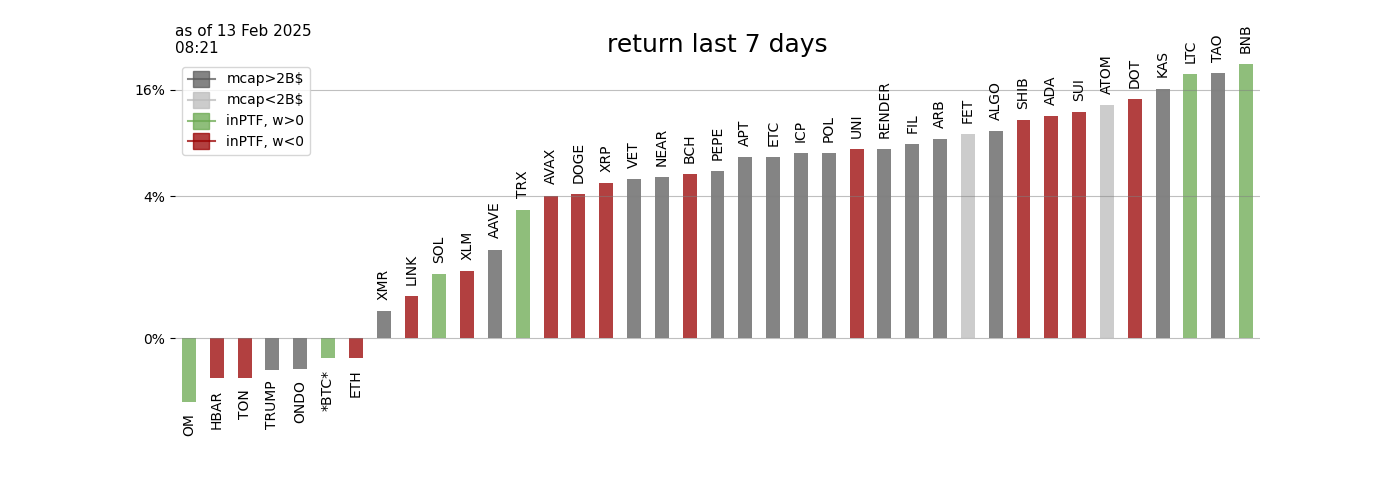 as of 13 Feb 2025
08:21
return last 7 days
mcap>2B$
mcap<2B$
inPTF, w>0
inPTF, w<0
16%
4%
0%
OM
HBAR
TON
TRUMP
ONDO
*BTC*
ETH
XMR
LINK
SOL
XLM
AAVE
TRX
AVAX
DOGE
XRP
VET
NEAR
BCH
PEPE
APT
ETC
ICP
POL
UNI
RENDER
FIL
ARB
FET
ALGO
SHIB
ADA
SUI
ATOM
DOT
KAS
LTC
TAO
BNB